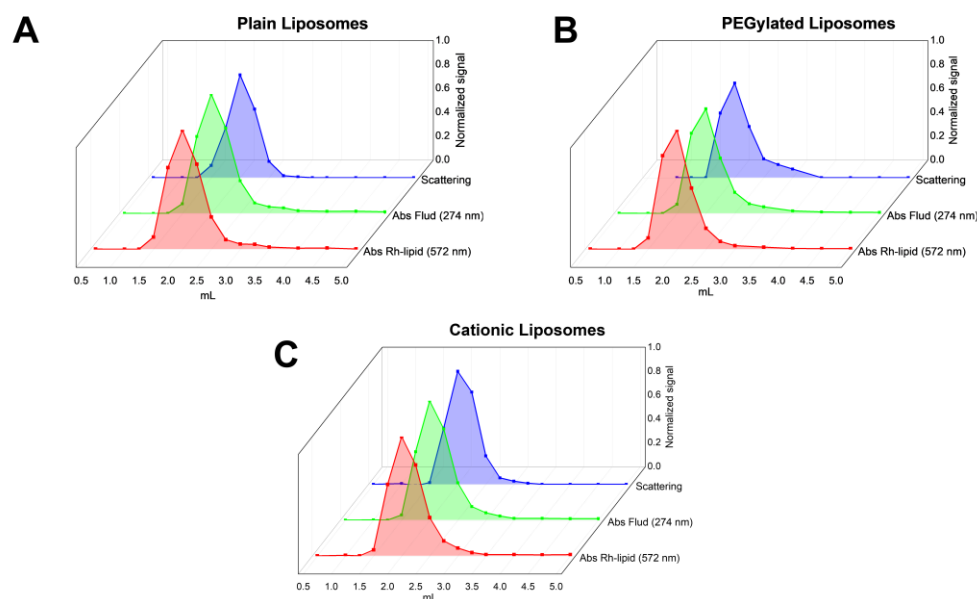 A
Plain Liposomes
1.0
0.8
0.6
0.4
0.2
0.0
Normalized signal
Scattering
Abs Flud (274 nm)
Abs Rh-lipid (572 nm)
0.5 1.0 1.5 2.0 2.5 3.0 3.5 4.0 4.5 5.0
mL
B
PEGylated Liposomes
1.0
0.8
0.6
0.4
0.2
0.0
Normalized signal
Scattering
Abs Flud (274 nm)
Abs Rh-lipid (572 nm)
0.5 1.0 1.5 2.0 2.5 3.0 3.5 4.0 4.5 5.0
mL
C
Cationic Liposomes
1.0
0.8
0.6
0.4
0.2
0.0
Normalized signal
Scattering
Abs Flud (274 nm)
Abs Rh-lipid (572 nm)
0.5 1.0 1.5 2.0 2.5 3.0 3.5 4.0 4.5 5.0
mL